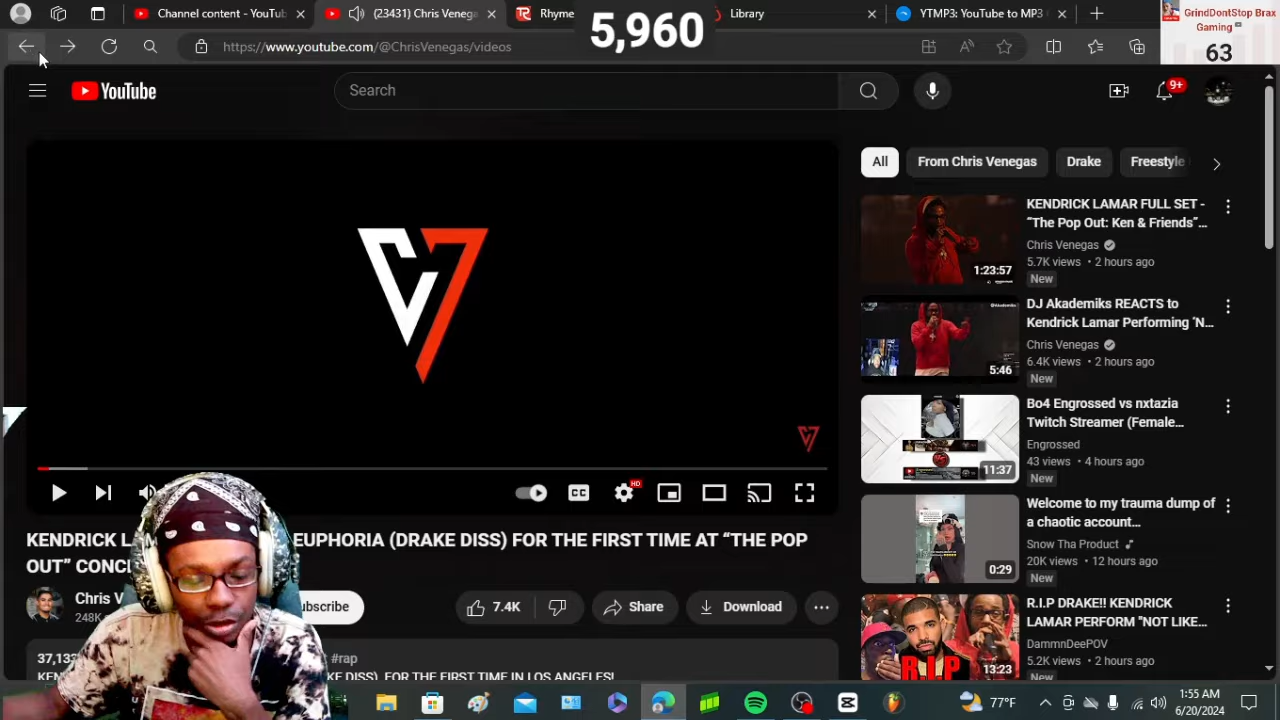 Channel content - YouTu
(23431) Chris Venega
Rhyme
Library
YTMP3: YouTube to MP3
5,960
GrindDontStop Brax
Gaming
63
https://www.youtube.com/@ChrisVenegas/videos
YouTube
Search
9+
All
From Chris Venegas
Drake
Freestyle
KENDRICK LAMAR FULL SET -
“The Pop Out: Ken & Friends”...
Chris Venegas
5.7K views • 2 hours ago
New
1:23:57
DJ Akademiks REACTS to
Kendrick Lamar Performing 'N...
Chris Venegas
6.4K views • 2 hours ago
New
5:46
Bo4 Engrossed vs nxtazia
Twitch Streamer (Female...
Engrossed
43 views • 4 hours ago
New
11:37
Welcome to my trauma dump of
a chaotic account...
Snow Tha Product
20K views • 12 hours ago
New
0:29
R.I.P DRAKE!! KENDRICK
LAMAR PERFORM "NOT LIKE...
DammnDeePOV
5.2K views • 2 hours ago
New
R.I.P
13:23
CC
HD
KENDRICK L EUPHORIA (DRAKE DISS) FOR THE FIRST TIME AT “THE POP
OUT” CONC
Chris V
248K
bscribe
7.4K
Share
Download
37,13
#rap
KE DISS) FOR THE FIRST TIME IN LOS ANGELES!
77°F
1:55 AM
6/20/2024